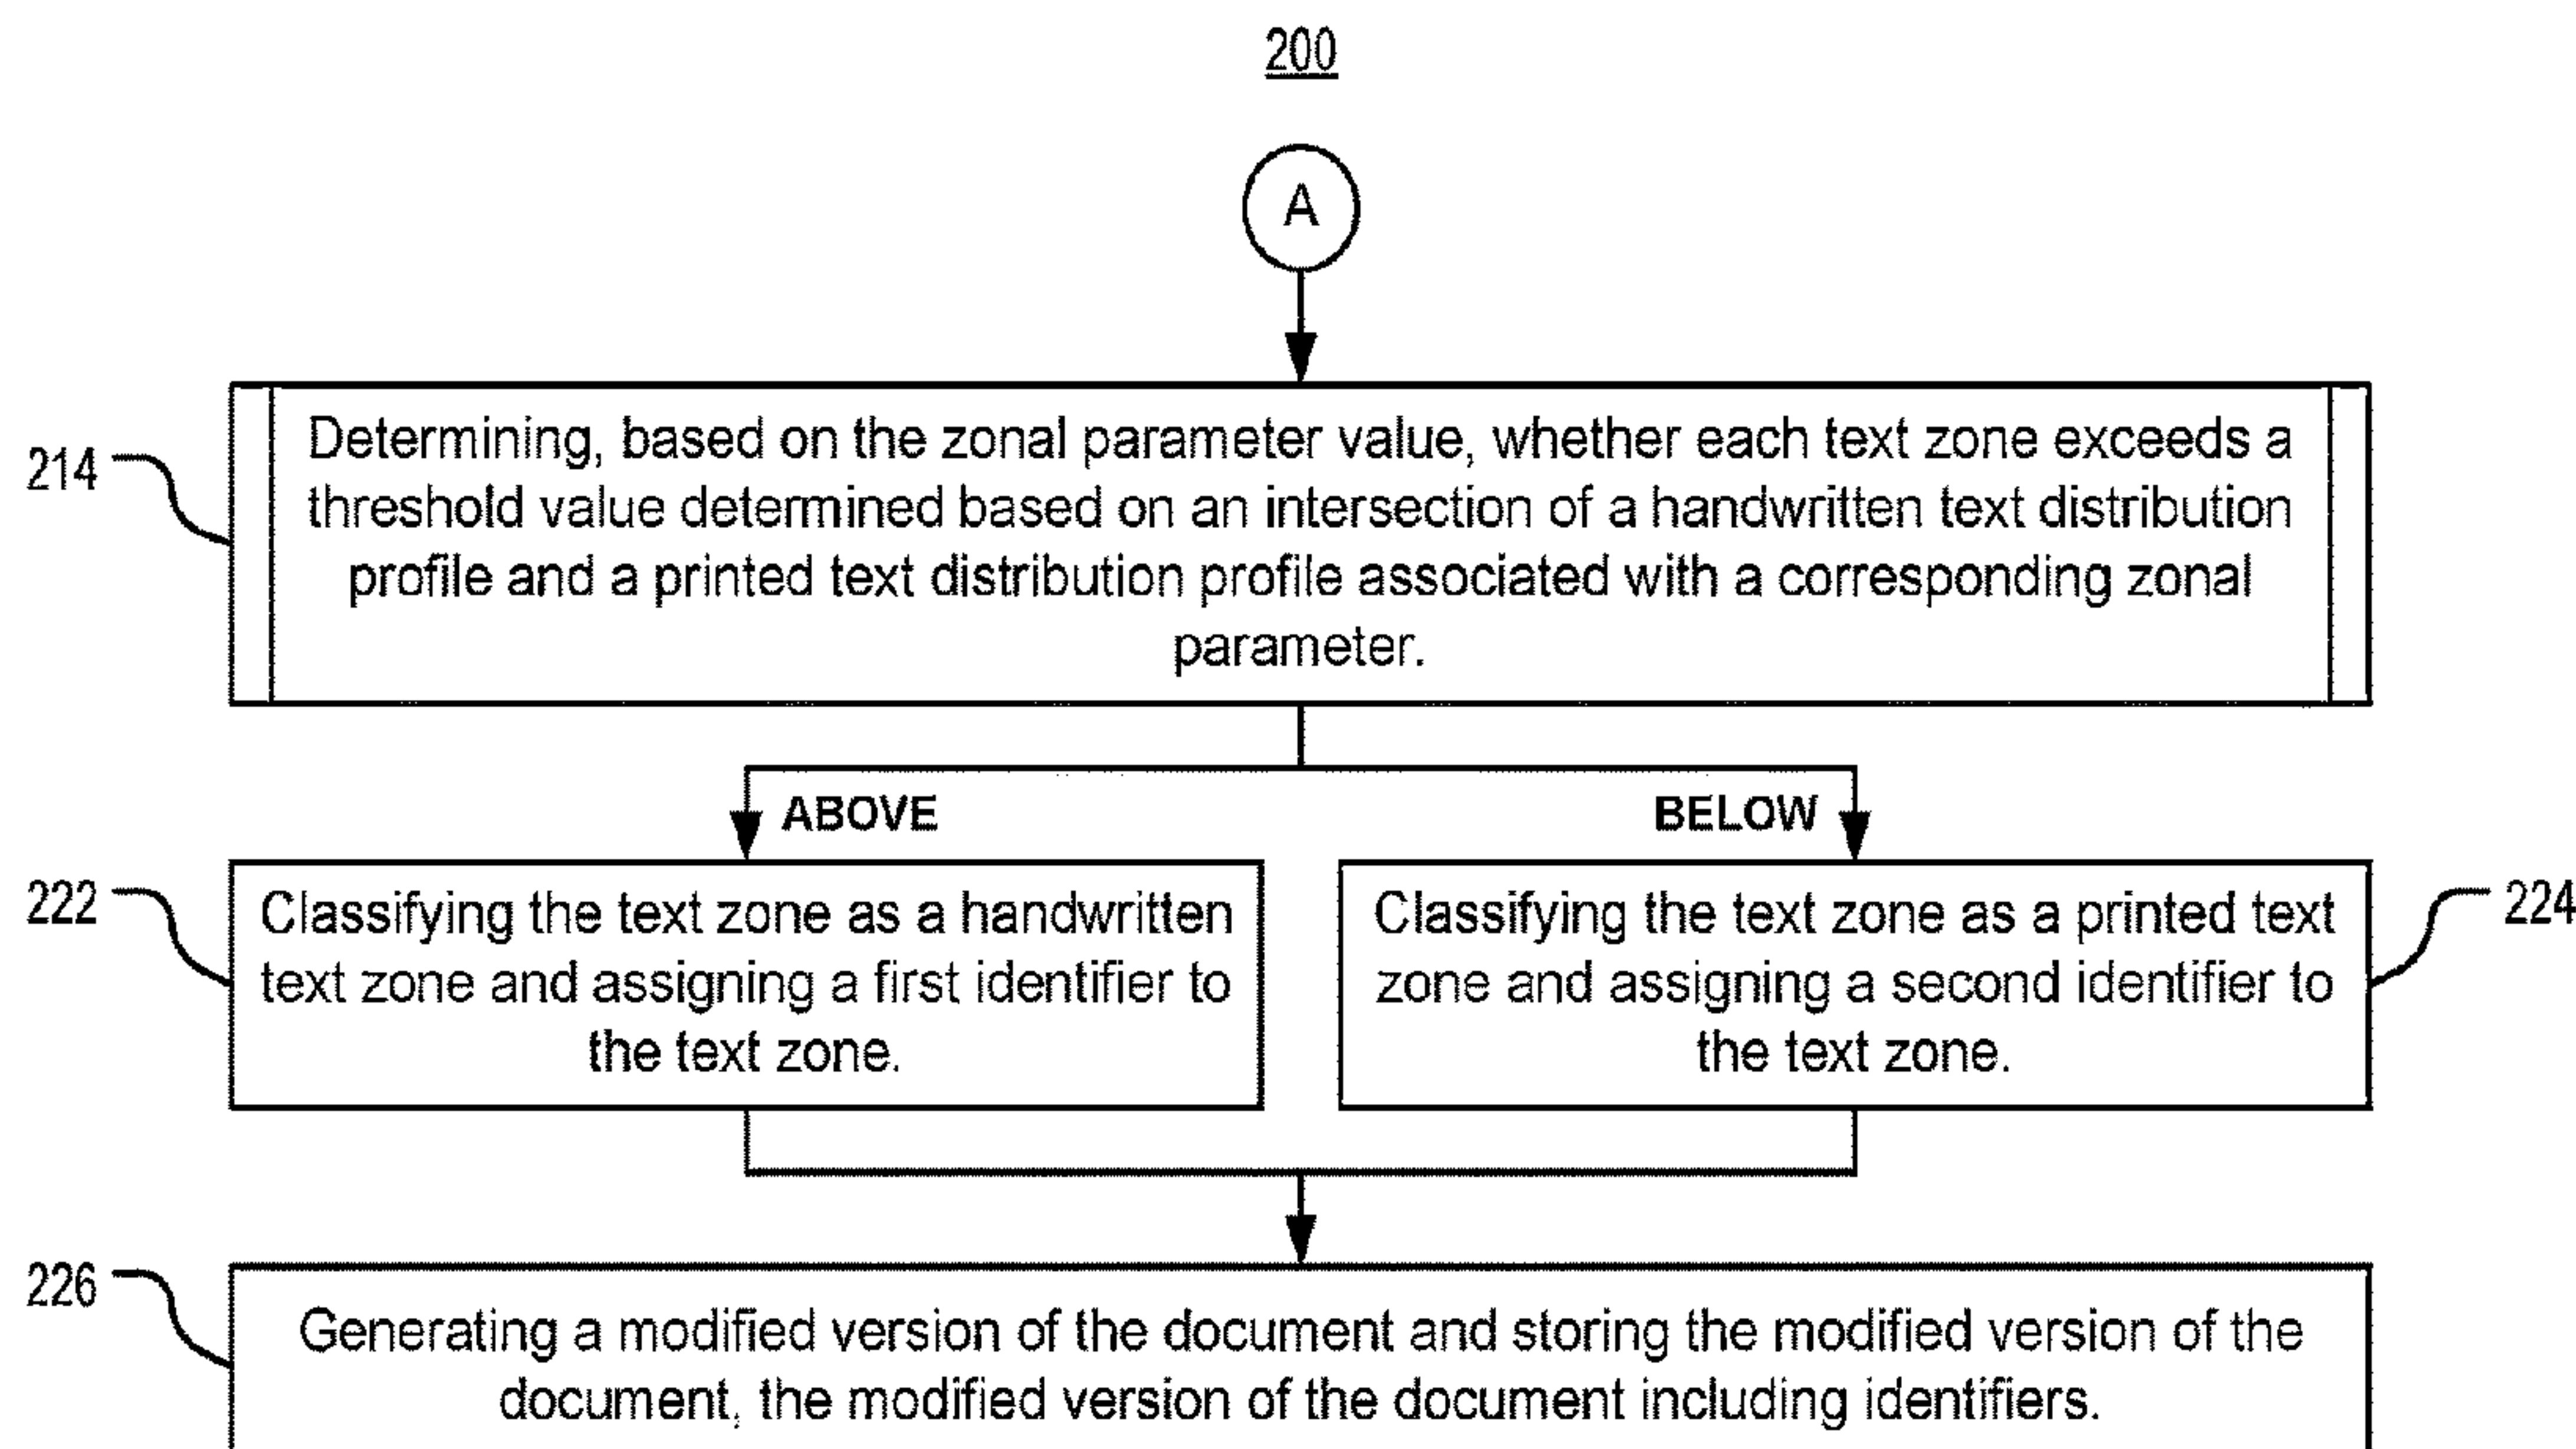 200
A
214
Determining, based on the zonal parameter value, whether each text zone exceeds a
threshold value determined based on an intersection of a handwritten text distribution
profile and a printed text distribution profile associated with a corresponding zonal
parameter.
ABOVE
BELOW
222
Classifying the text zone as a handwritten
text zone and assigning a first identifier to
the text zone.
Classifying the text zone as a printed text
zone and assigning a second identifier to
the text zone.
224
226
Generating a modified version of the document and storing the modified version of the
document, the modified version of the document including identifiers.